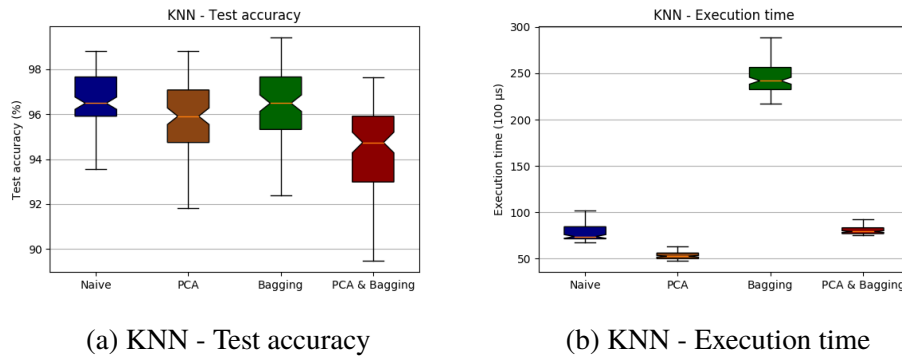 KNN - Test accuracy
Test accuracy (%)
98
96
94
92
90
Naive PCA Bagging PCA & Bagging
(a) KNN - Test accuracy
KNN - Execution time
Execution time (100 µs)
300
250
200
150
100
50
Naive PCA Bagging PCA & Bagging
(b) KNN - Execution time